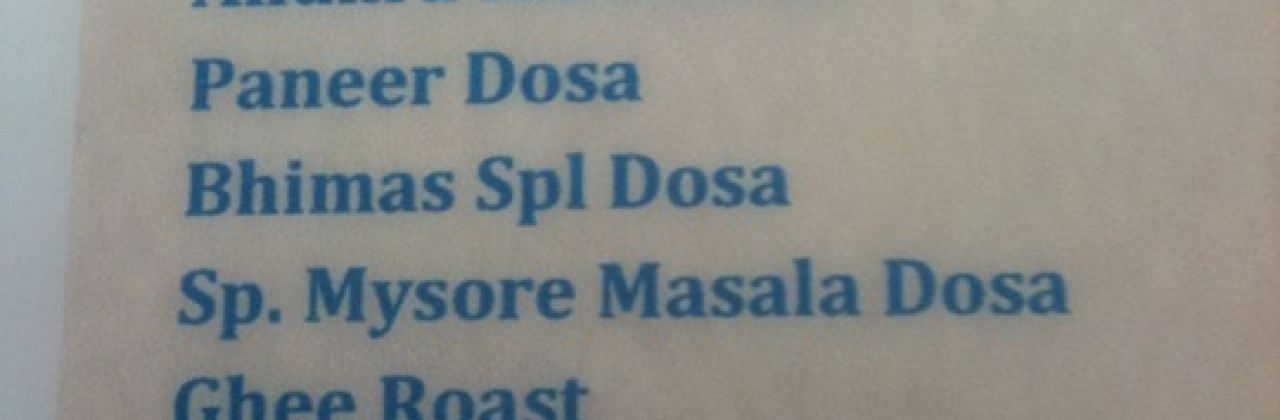 Paneer Dosa
Bhimas Spl Dosa
Sp. Mysore Masala Dosa
Ghee Roast